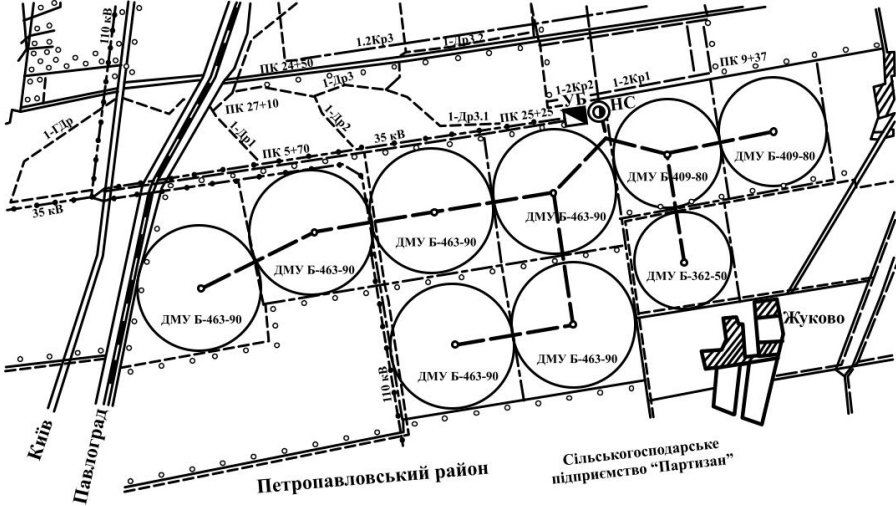 110 кВ
1.2Кр3
1-Др3.2
ПК 24+50
ПК 9+37
1-2Кр1
1-2Кр2
1-Др3
ПК 27+10
УБ
НС
1-ГДр
1-Др3.1
ПК 25+25
1-Др1
1-Др2
35 кВ
ПК 5+70
ДМУ Б-409-80
ДМУ Б-409-80
35 кВ
ДМУ Б-463-90
ДМУ Б-463-90
ДМУ Б-463-90
ДМУ Б-362-50
ДМУ Б-463-90
Жуково
ДМУ Б-463-90
ДМУ Б-463-90
110 кВ
Київ
Павлоград
Петропавловський район
Сільськогосподарське
підприємство “Партизан”